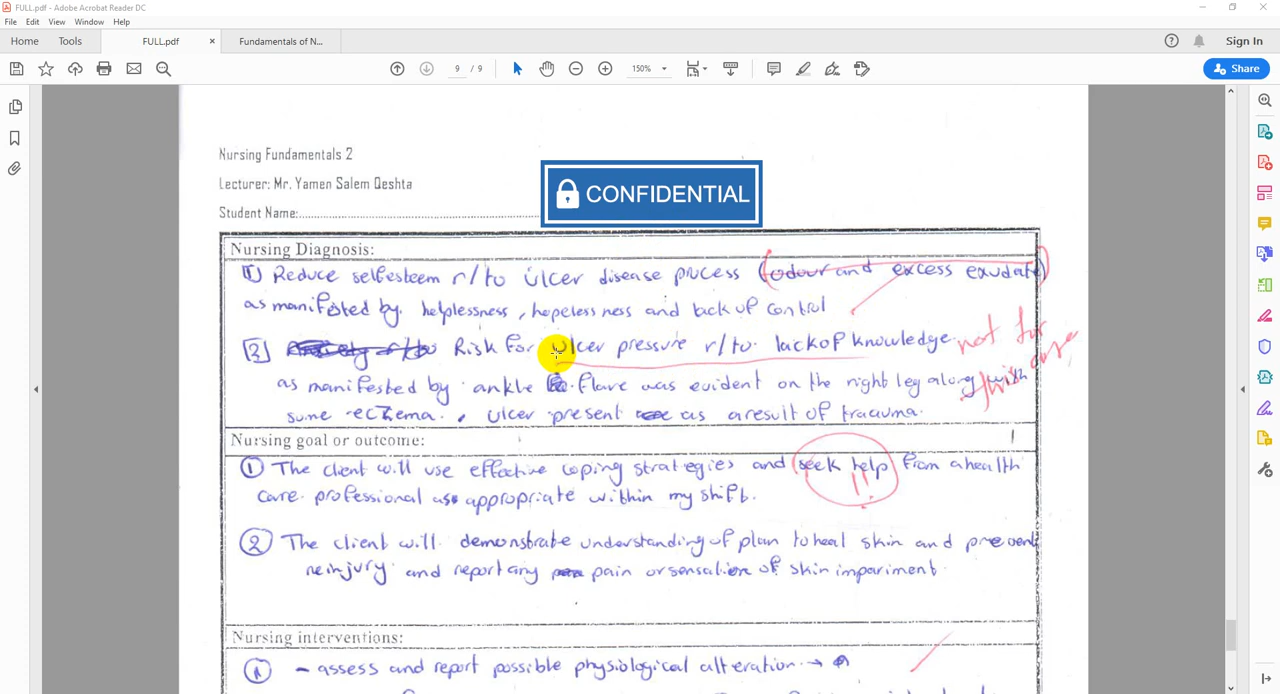 FULL.pdf - Adobe Acrobat Reader DC
File Edit View Window Help
Home Tools FULL.pdf × Fundamentals of N... Sign In
9 / 9 150% Share
Nursing Fundamentals 2
Lecturer: Mr. Yamen Salem Qeshta
CONFIDENTIAL
Student Name:
Nursing Diagnosis:
1 Reduce selfesteem r/to ulcer disease process (odour and excess exudate)
as manifested by helplessness, hopelessness and lack of control
2 Risk for ulcer pressure r/to lack of knowledge. not for
this care
as manifested by ankle flare was evident on the right leg along with
some eczhema. ulcer present as a result of tracuma.
Nursing goal or outcome:
1 The client will use effective coping strategies and seek help from a health
!!
care professional as appropriate within my shift.
2 The client will demonstrate understanding of plan to heal skin and prevent
reinjury and report any pain or sensation of skin impariment
Nursing interventions:
1 - assess and report possible physiological alteration →